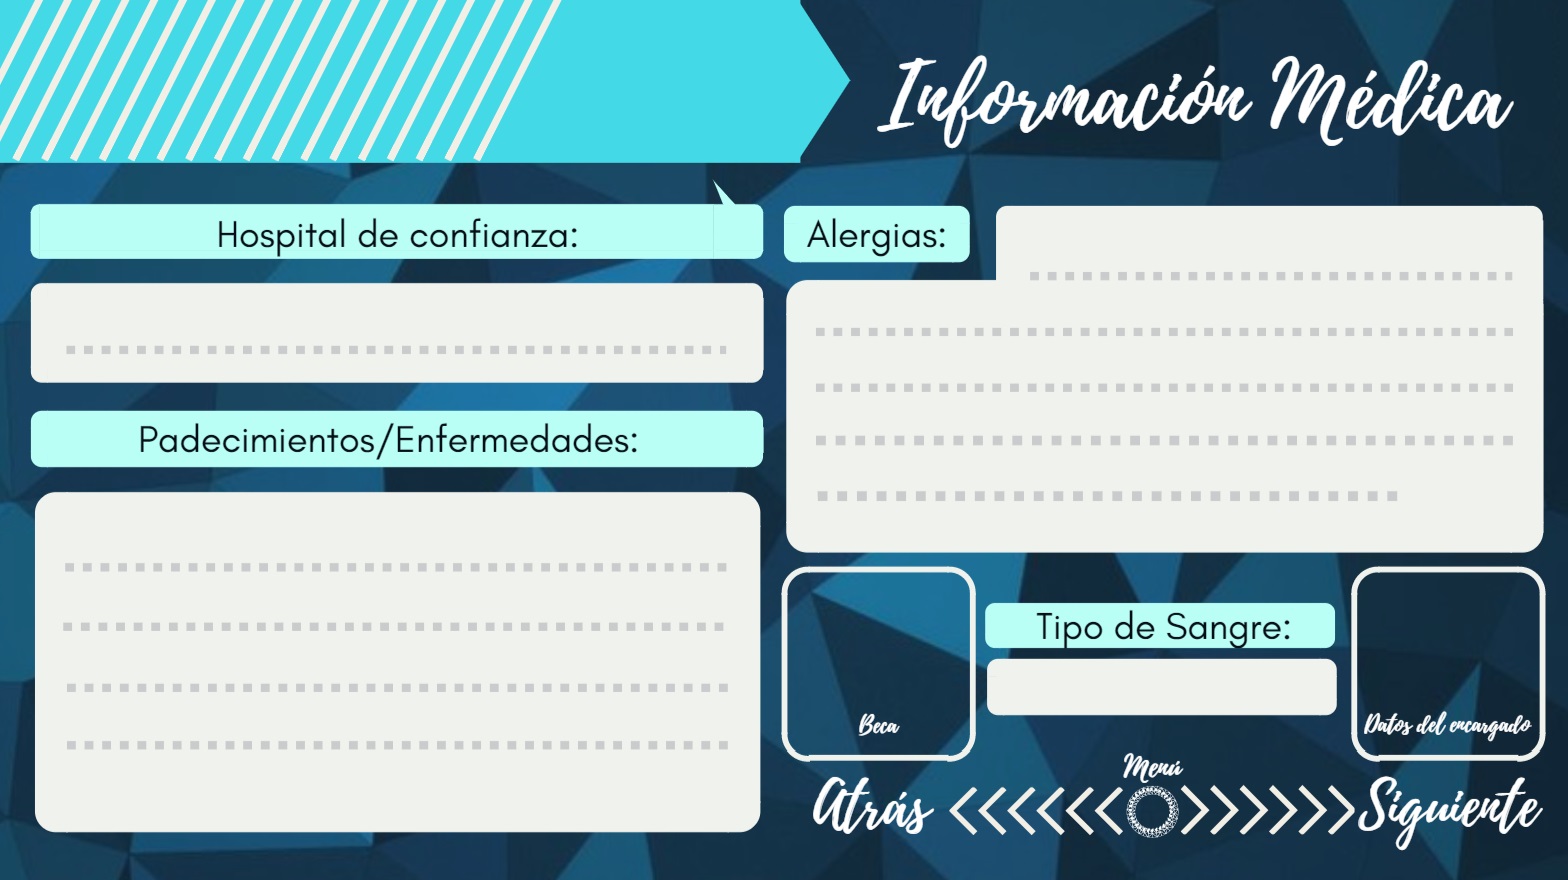 Información Médica
Hospital de confianza:
Alergias:
Padecimientos/Enfermedades:
Tipo de Sangre:
Beca
Datos del encargado
Menú
Atrás
Siguiente